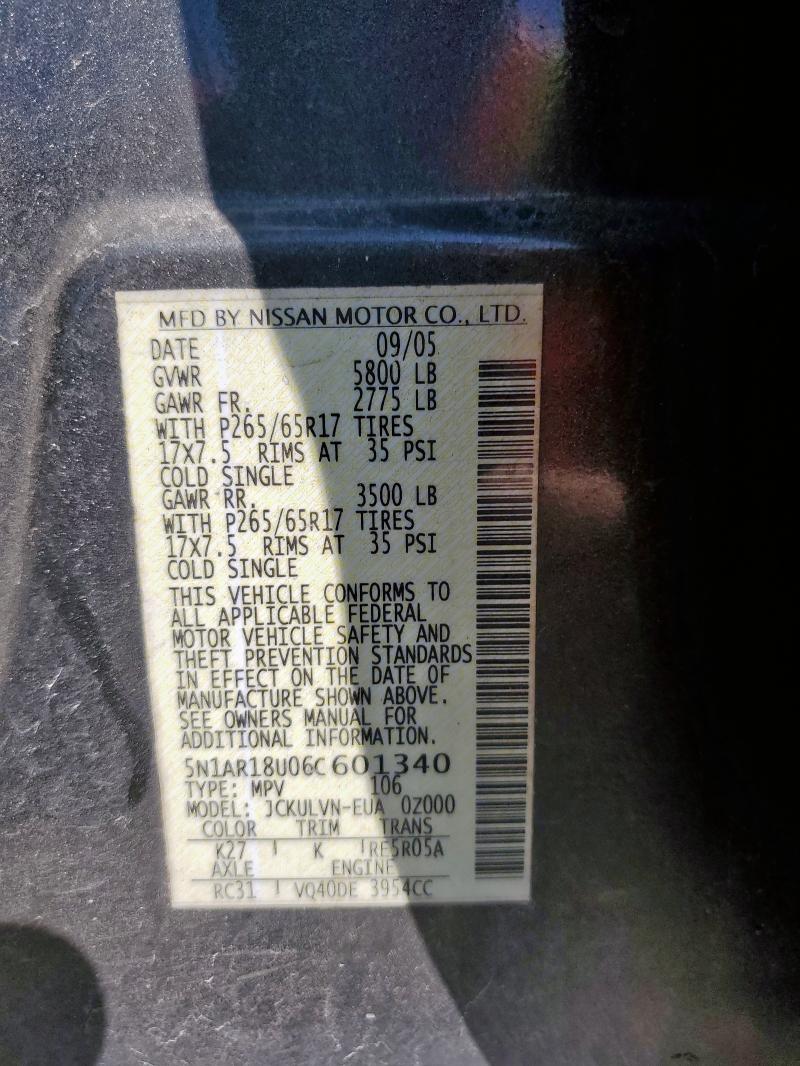 MFD BY NISSAN MOTOR CO., LTD.
DATE 09/05
GVWR 5800 LB
GAWR FR. 2775 LB
WITH P265/65R17 TIRES
17X7.5 RIMS AT 35 PSI
COLD SINGLE
GAWR RR. 3500 LB
WITH P265/65R17 TIRES
17X7.5 RIMS AT 35 PSI
COLD SINGLE
THIS VEHICLE CONFORMS TO
ALL APPLICABLE FEDERAL
MOTOR VEHICLE SAFETY AND
THEFT PREVENTION STANDARDS
IN EFFECT ON THE DATE OF
MANUFACTURE SHOWN ABOVE.
SEE OWNERS MANUAL FOR
ADDITIONAL INFORMATION.
5N1AR18U06C601340
TYPE: MPV 106
MODEL: JCKULVN-EUA 0Z000
COLOR TRIM TRANS
K27 K RE5R05A
AXLE ENGINE
RC31 VQ40DE 3954CC